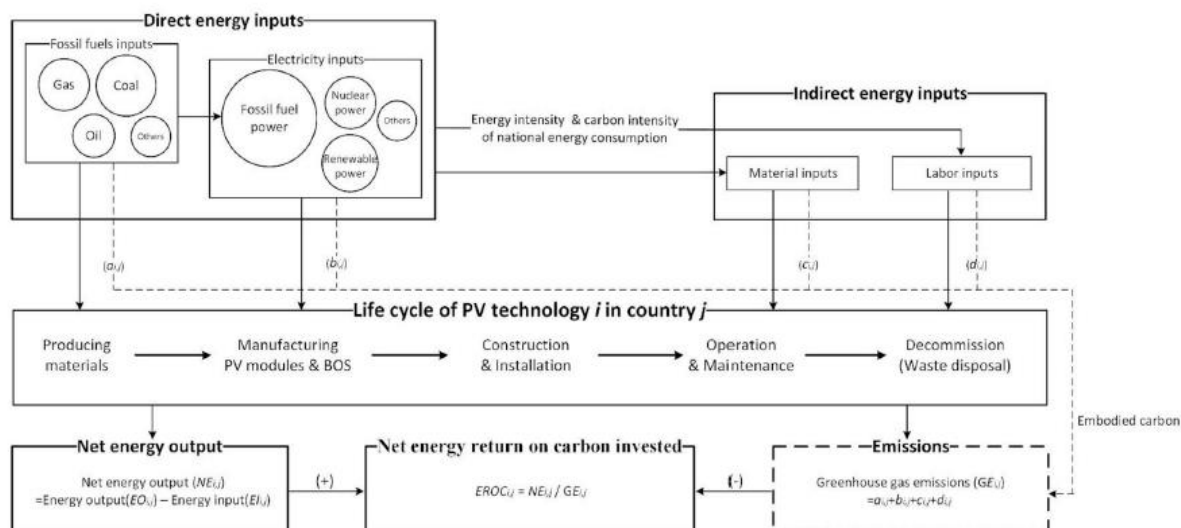 Direct energy inputs
Fossil fuels inputs
Gas
Coal
Oil
Others
Electricity inputs
Fossil fuel
power
Nuclear
power
Others
Renewable
power
Energy intensity & carbon intensity
of national energy consumption
Indirect energy inputs
Material inputs
Labor inputs
(ai,j)
(bi,j)
(ci,j)
(di,j)
Life cycle of PV technology i in country j
Producing
materials
Manufacturing
PV modules & BOS
Construction
& Installation
Operation
& Maintenance
Decommission
(Waste disposal)
Embodied carbon
Net energy output
Net energy output (NEi,j)
=Energy output(EOi,j) – Energy input(EIi,j)
(+)
Net energy return on carbon invested
EROCi,j = NEi,j / GEi,j
(-)
Emissions
Greenhouse gas emissions (GEi,j)
=ai,j+bi,j+ci,j+di,j